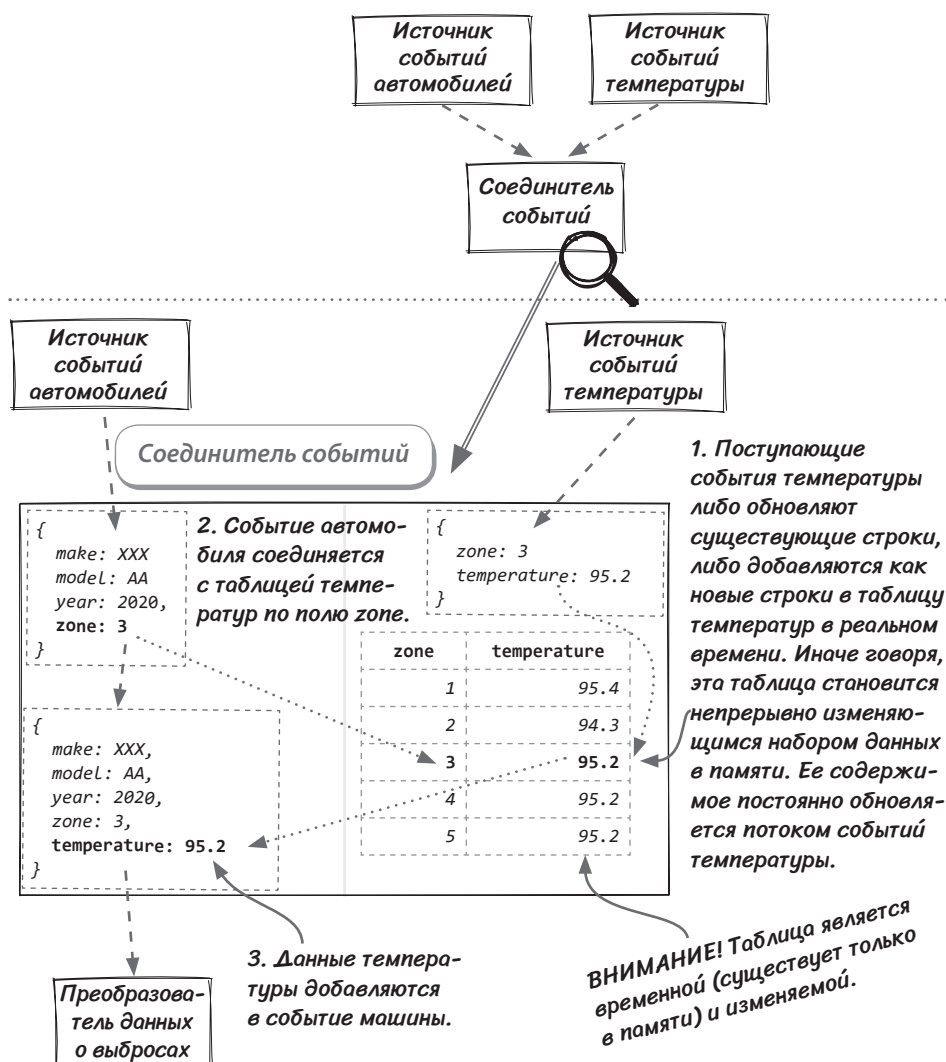 Источник
событий
автомобилей
Источник
событий
температуры
Соединитель
событий
Источник
событий
автомобилей
Источник
событий
температуры
Соединитель событий
1. Поступающие
события температуры
либо обновляют
существующие строки,
либо добавляются как
новые строки в таблицу
температур в реальном
времени. Иначе говоря,
эта таблица становится
непрерывно изменяю-
щимся набором данных
в памяти. Ее содержи-
мое постоянно обновля-
ется потоком событий
температуры.
{
make: XXX
model: AA
year: 2020,
zone: 3
}
2. Событие автомо-
биля соединяется
с таблицей темпе-
ратур по полю zone.
{
zone: 3
temperature: 95.2
}
zone temperature
1 95.4
2 94.3
3 95.2
4 95.2
5 95.2
{
make: XXX,
model: AA,
year: 2020,
zone: 3,
temperature: 95.2
}
3. Данные темпера-
туры добавляются
в событие машины.
ВНИМАНИЕ! Таблица является
временной (существует только
в памяти) и изменяемой.
Преобразова-
тель данных
о выбросах